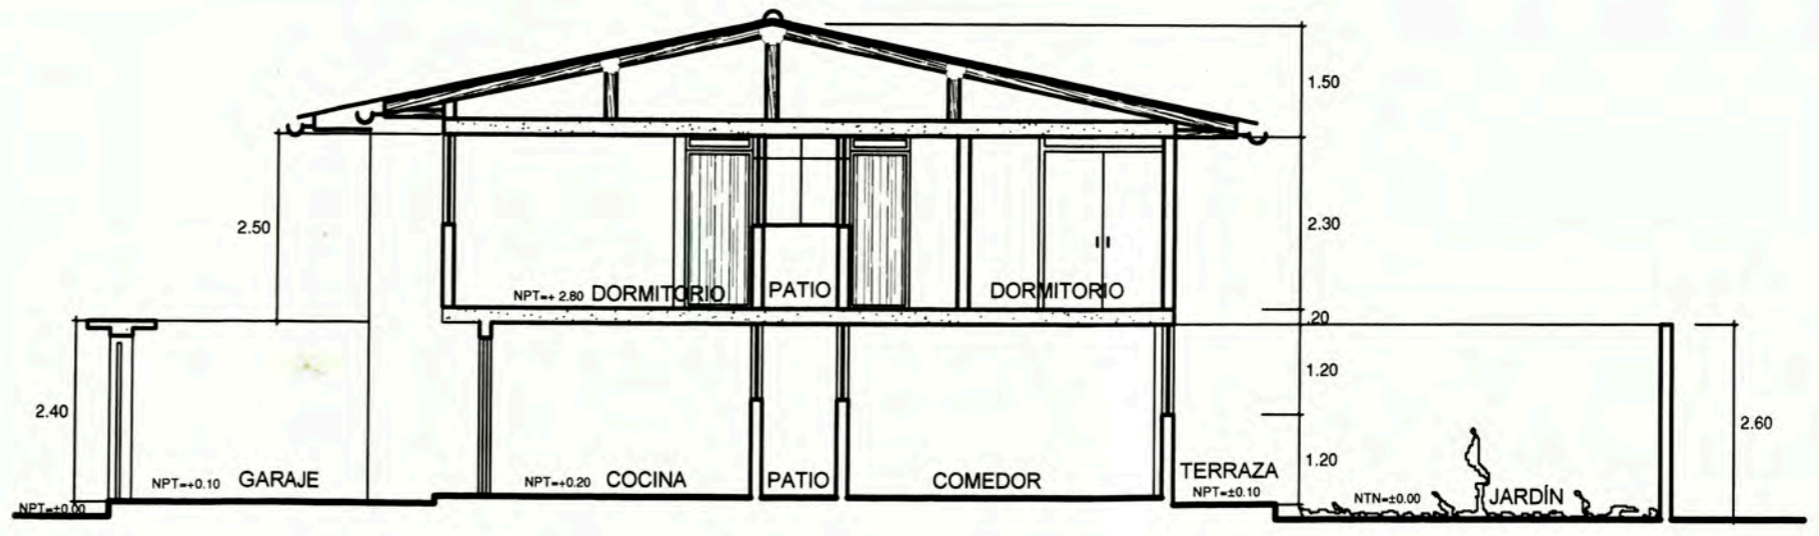 1.50
2.50
2.30
NPT=+ 2.80 DORMITORIO
PATIO
DORMITORIO
.20
1.20
2.40
2.60
1.20
NPT=+0.10 GARAJE
NPT=+0.20 COCINA
PATIO
COMEDOR
TERRAZA
NPT=±0.10
NTN=±0.00 JARDÍN
NPT=±0.00